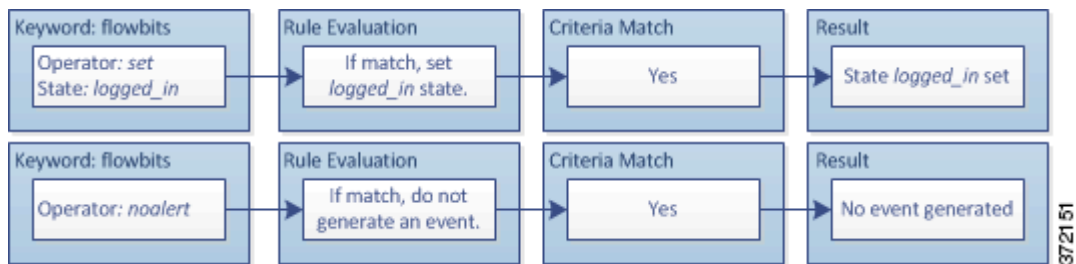 Keyword: flowbits
Operator: set
State: logged_in
Rule Evaluation
If match, set
logged_in state.
Criteria Match
Yes
Result
State logged_in set
Keyword: flowbits
Operator: noalert
Rule Evaluation
If match, do not
generate an event.
Criteria Match
Yes
Result
No event generated
372151